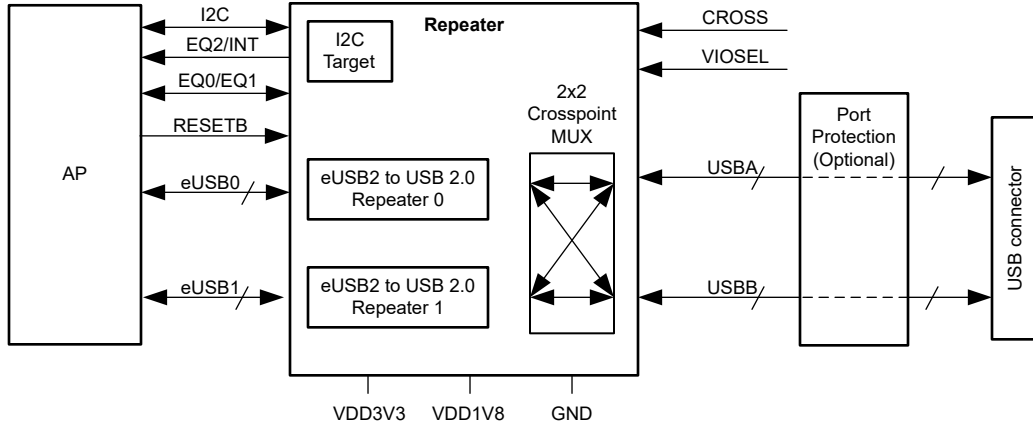 I2C
EQ2/INT
EQ0/EQ1
RESETB
AP
eUSB0
eUSB1
Repeater
I2C
Target
eUSB2 to USB 2.0
Repeater 0
eUSB2 to USB 2.0
Repeater 1
2x2
Crosspoint
MUX
CROSS
VIOSEL
USBA
USBB
Port
Protection
(Optional)
USB connector
VDD3V3
VDD1V8
GND